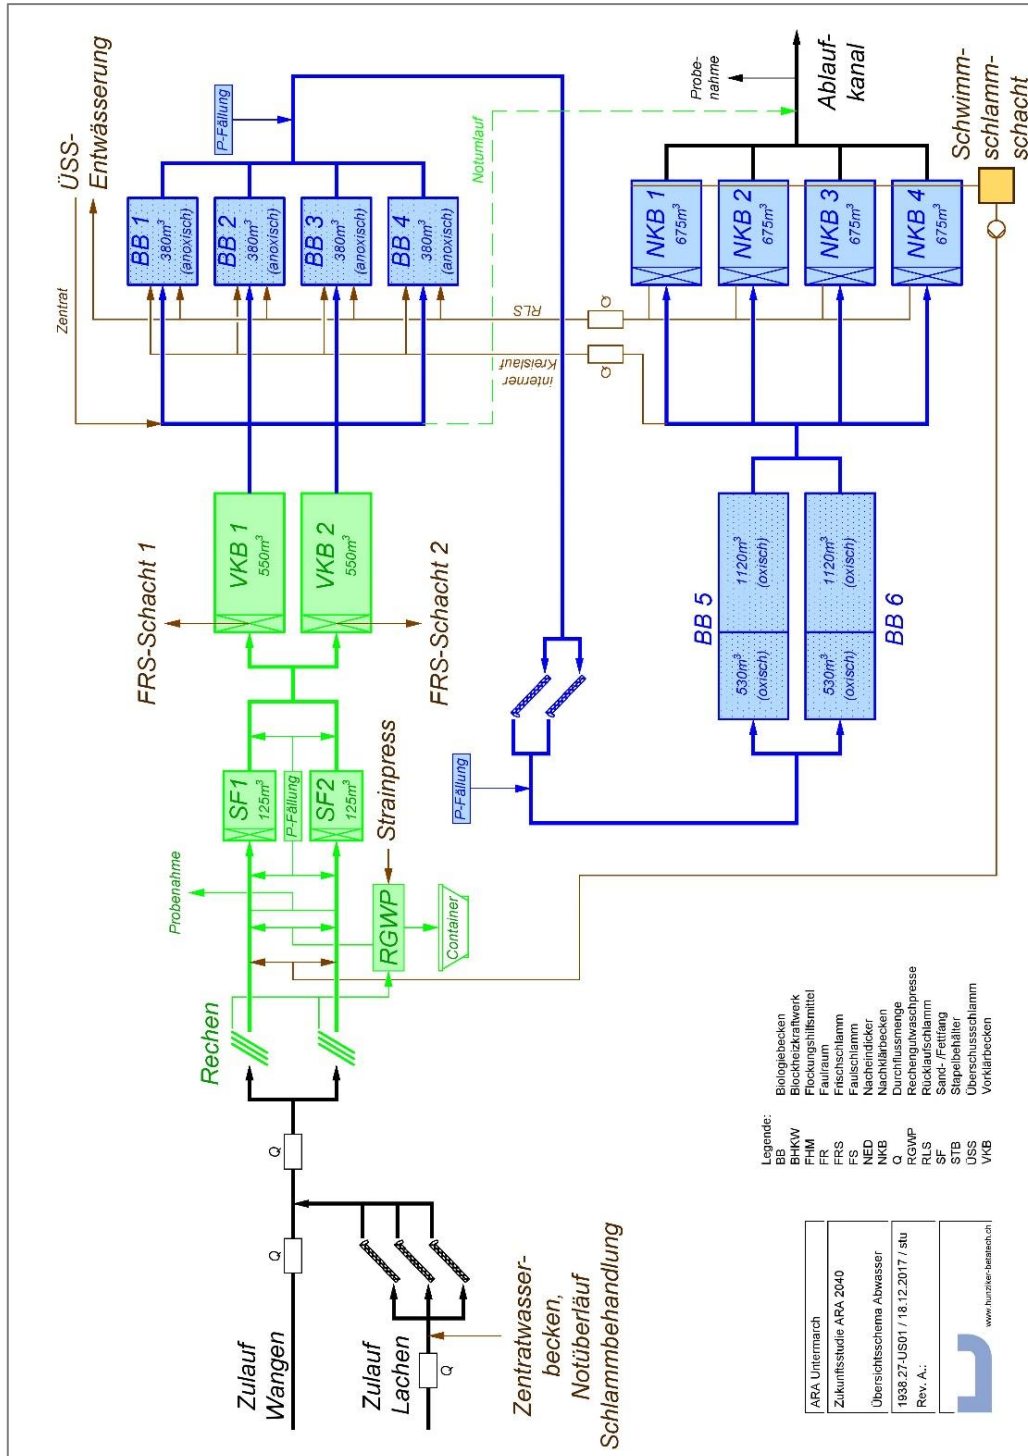 Zulauf
Wangen
Q
Q
Zulauf
Lachen
Q
Zentratwasser-
becken,
Notüberläuf
Schlammbehandlung
Rechen
Probenahme
RGWP
Container
Strainpress
SF1
125m³
P-Fällung
SF2
125m³
FRS-Schacht 1
VKB 1
550m³
VKB 2
550m³
FRS-Schacht 2
Zentrat
ÜSS-
Entwässerung
BB 1
380m³
(anoxisch)
BB 2
380m³
(anoxisch)
BB 3
380m³
(anoxisch)
BB 4
380m³
(anoxisch)
P-Fällung
Notumlauf
interner
Kreislauf
RLS
Q
Q
P-Fällung
BB 5
530m³
(oxisch)
1120m³
(oxisch)
530m³
(oxisch)
1120m³
(oxisch)
BB 6
NKB 1
675m³
NKB 2
675m³
NKB 3
675m³
NKB 4
675m³
Probe-
nahme
Ablauf-
kanal
Schwimm-
schlamm-
schacht
Legende:
BB Biologiebecken
BHKW Blockheizkraftwerk
FHM Flockungshilfsmittel
FR Faulraum
FRS Frischschlamm
FS Faulschlamm
NED Nacheindicker
NKB Nachklärbecken
Q Durchflussmenge
RGWP Rechengutwaschpresse
RLS Rücklaufschlamm
SF Sand- /Fettfang
STB Stapelbehälter
ÜSS Überschussschlamm
VKB Vorklärbecken
ARA Untermarch
Zukunftsstudie ARA 2040
Übersichtsschema Abwasser
1938.27-US01 / 18.12.2017 / stu
Rev. A.:
www.hunziker-betatech.ch